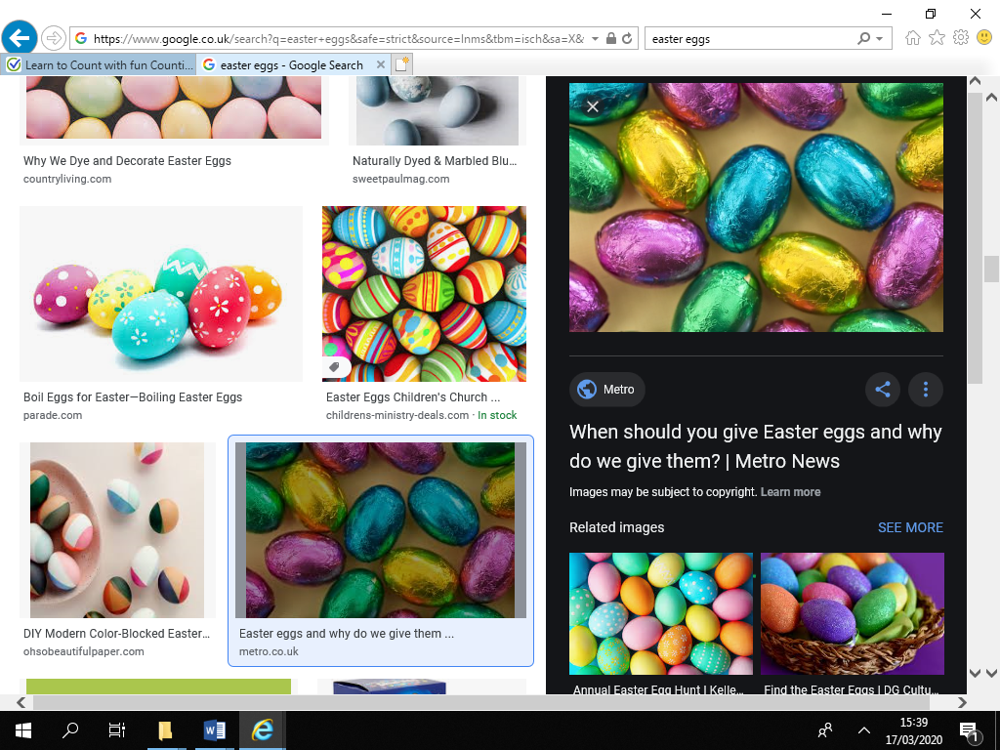 https://www.google.co.uk/search?q=easter+eggs&safe=strict&source=lnms&tbm=isch&sa=X&
easter eggs
Learn to Count with fun Counti...
easter eggs - Google Search
Why We Dye and Decorate Easter Eggs
countryliving.com
Naturally Dyed & Marbled Blu...
sweetpaulmag.com
Boil Eggs for Easter—Boiling Easter Eggs
parade.com
Easter Eggs Children's Church ...
childrens-ministry-deals.com · In stock
DIY Modern Color-Blocked Easter...
ohsobeautifulpaper.com
Easter eggs and why do we give them ...
metro.co.uk
Metro
When should you give Easter eggs and why
do we give them? | Metro News
Images may be subject to copyright. Learn more
Related images
SEE MORE
Annual Easter Egg Hunt | Kelle...
Find the Easter Eggs | DG Cultu...
15:39
17/03/2020
1